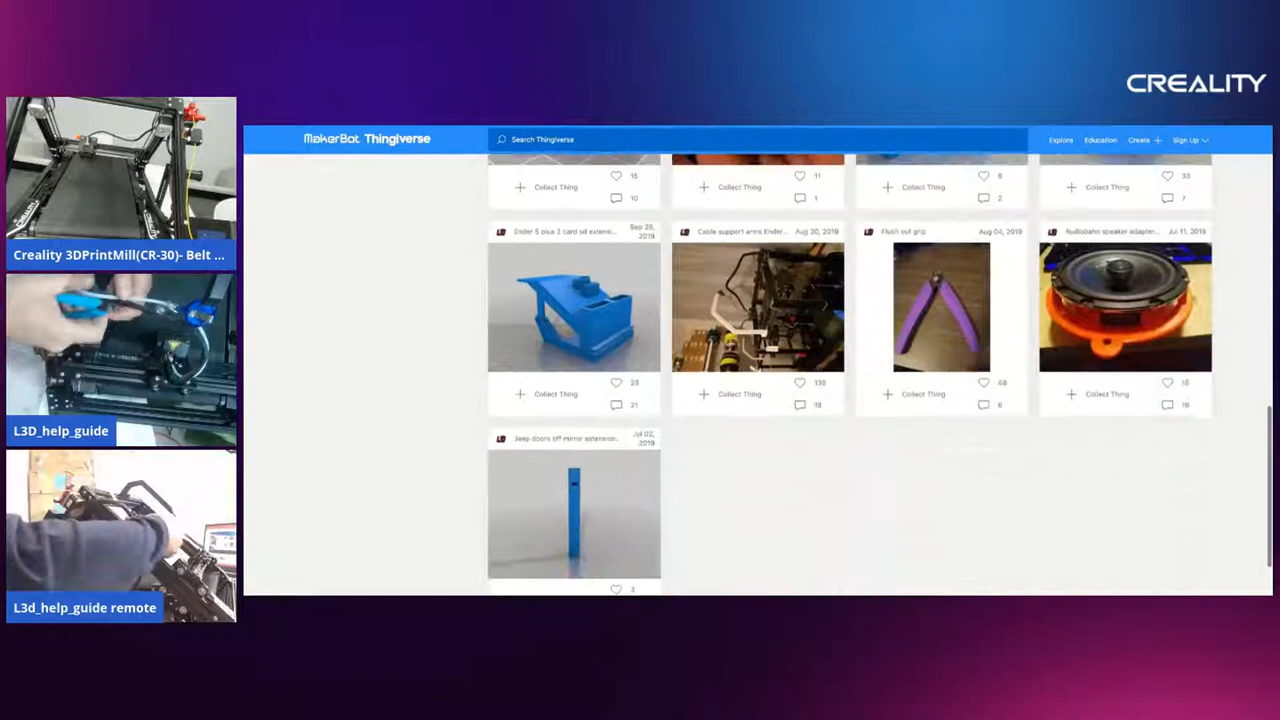 CREALITY
MakerBot Thingiverse
Search Thingiverse
Explore
Education
Create
Sign Up
15
11
8
33
Collect Thing
Collect Thing
Collect Thing
Collect Thing
10
1
2
7
Ender 5 plus 2 card sd extensi...
Sep 26, 2019
Cable support arms Ender...
Aug 30, 2019
Flush cut grip
Aug 04, 2019
Audiobahn speaker adapter...
Jul 11, 2019
Collect Thing
Collect Thing
Collect Thing
Collect Thing
21
6
16
Jeep doors off mirror extension.
Jul 02, 2019
3
Creality 3DPrintMill(CR-30)- Belt ...
L3D_help_guide
L3d_help_guide remote